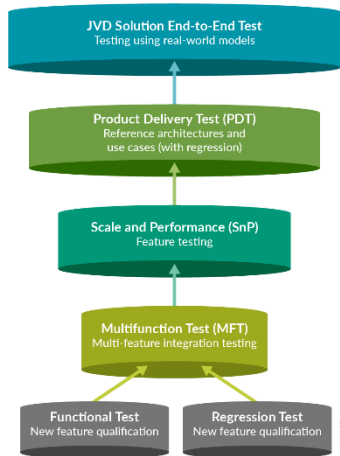 JVD Solution End-to-End Test
Testing using real-world models
Product Delivery Test (PDT)
Reference architectures and
use cases (with regression)
Scale and Performance (SnP)
Feature testing
Multifunction Test (MFT)
Multi-feature integration testing
Functional Test
New feature qualification
Regression Test
New feature qualification